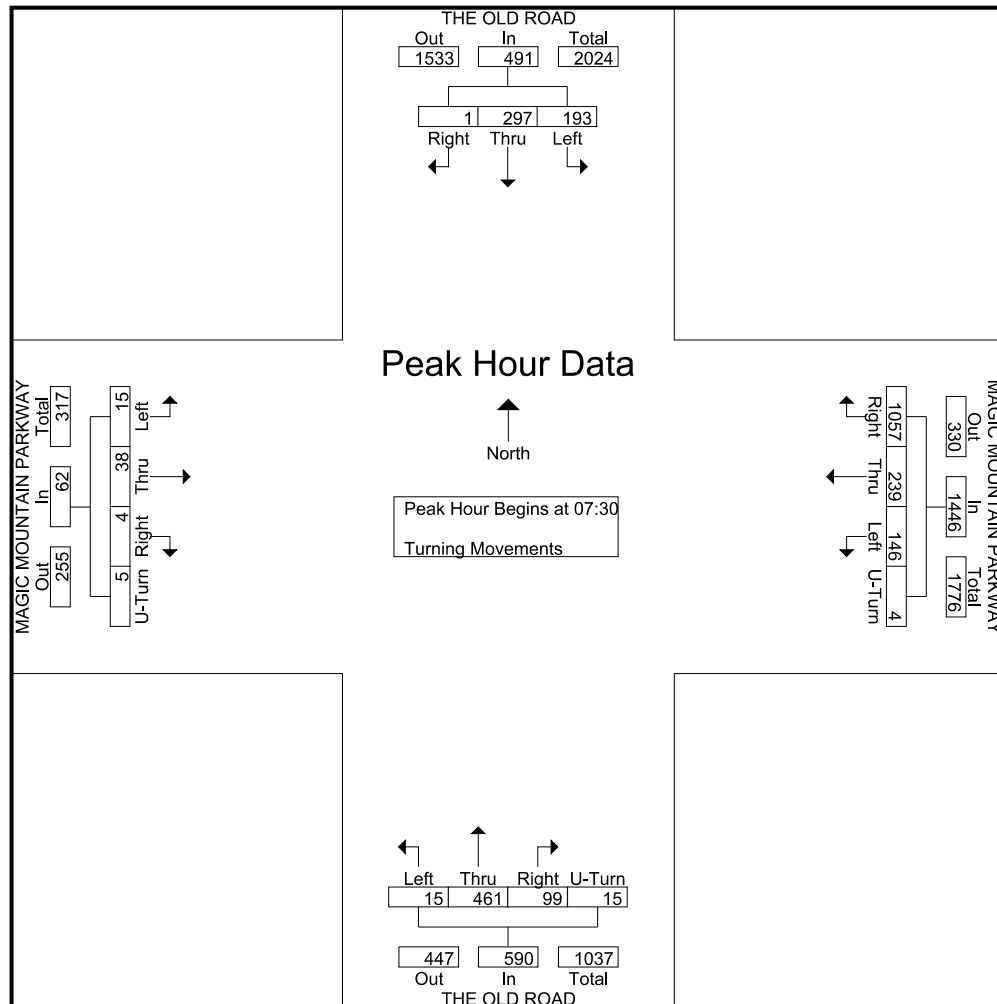 THE OLD ROAD
Out In Total
1533 491 2024
1 297 193
Right Thru Left
Peak Hour Data
North
Peak Hour Begins at 07:30
Turning Movements
MAGIC MOUNTAIN PARKWAY
Total In Out
317 62 255
15 38 4 5
Left Thru Right U-Turn
MAGIC MOUNTAIN PARKWAY
Out In Total
330 1446 1776
1057 239 146 4
Right Thru Left U-Turn
Left Thru Right U-Turn
15 461 99 15
447 590 1037
Out In Total
THE OLD ROAD